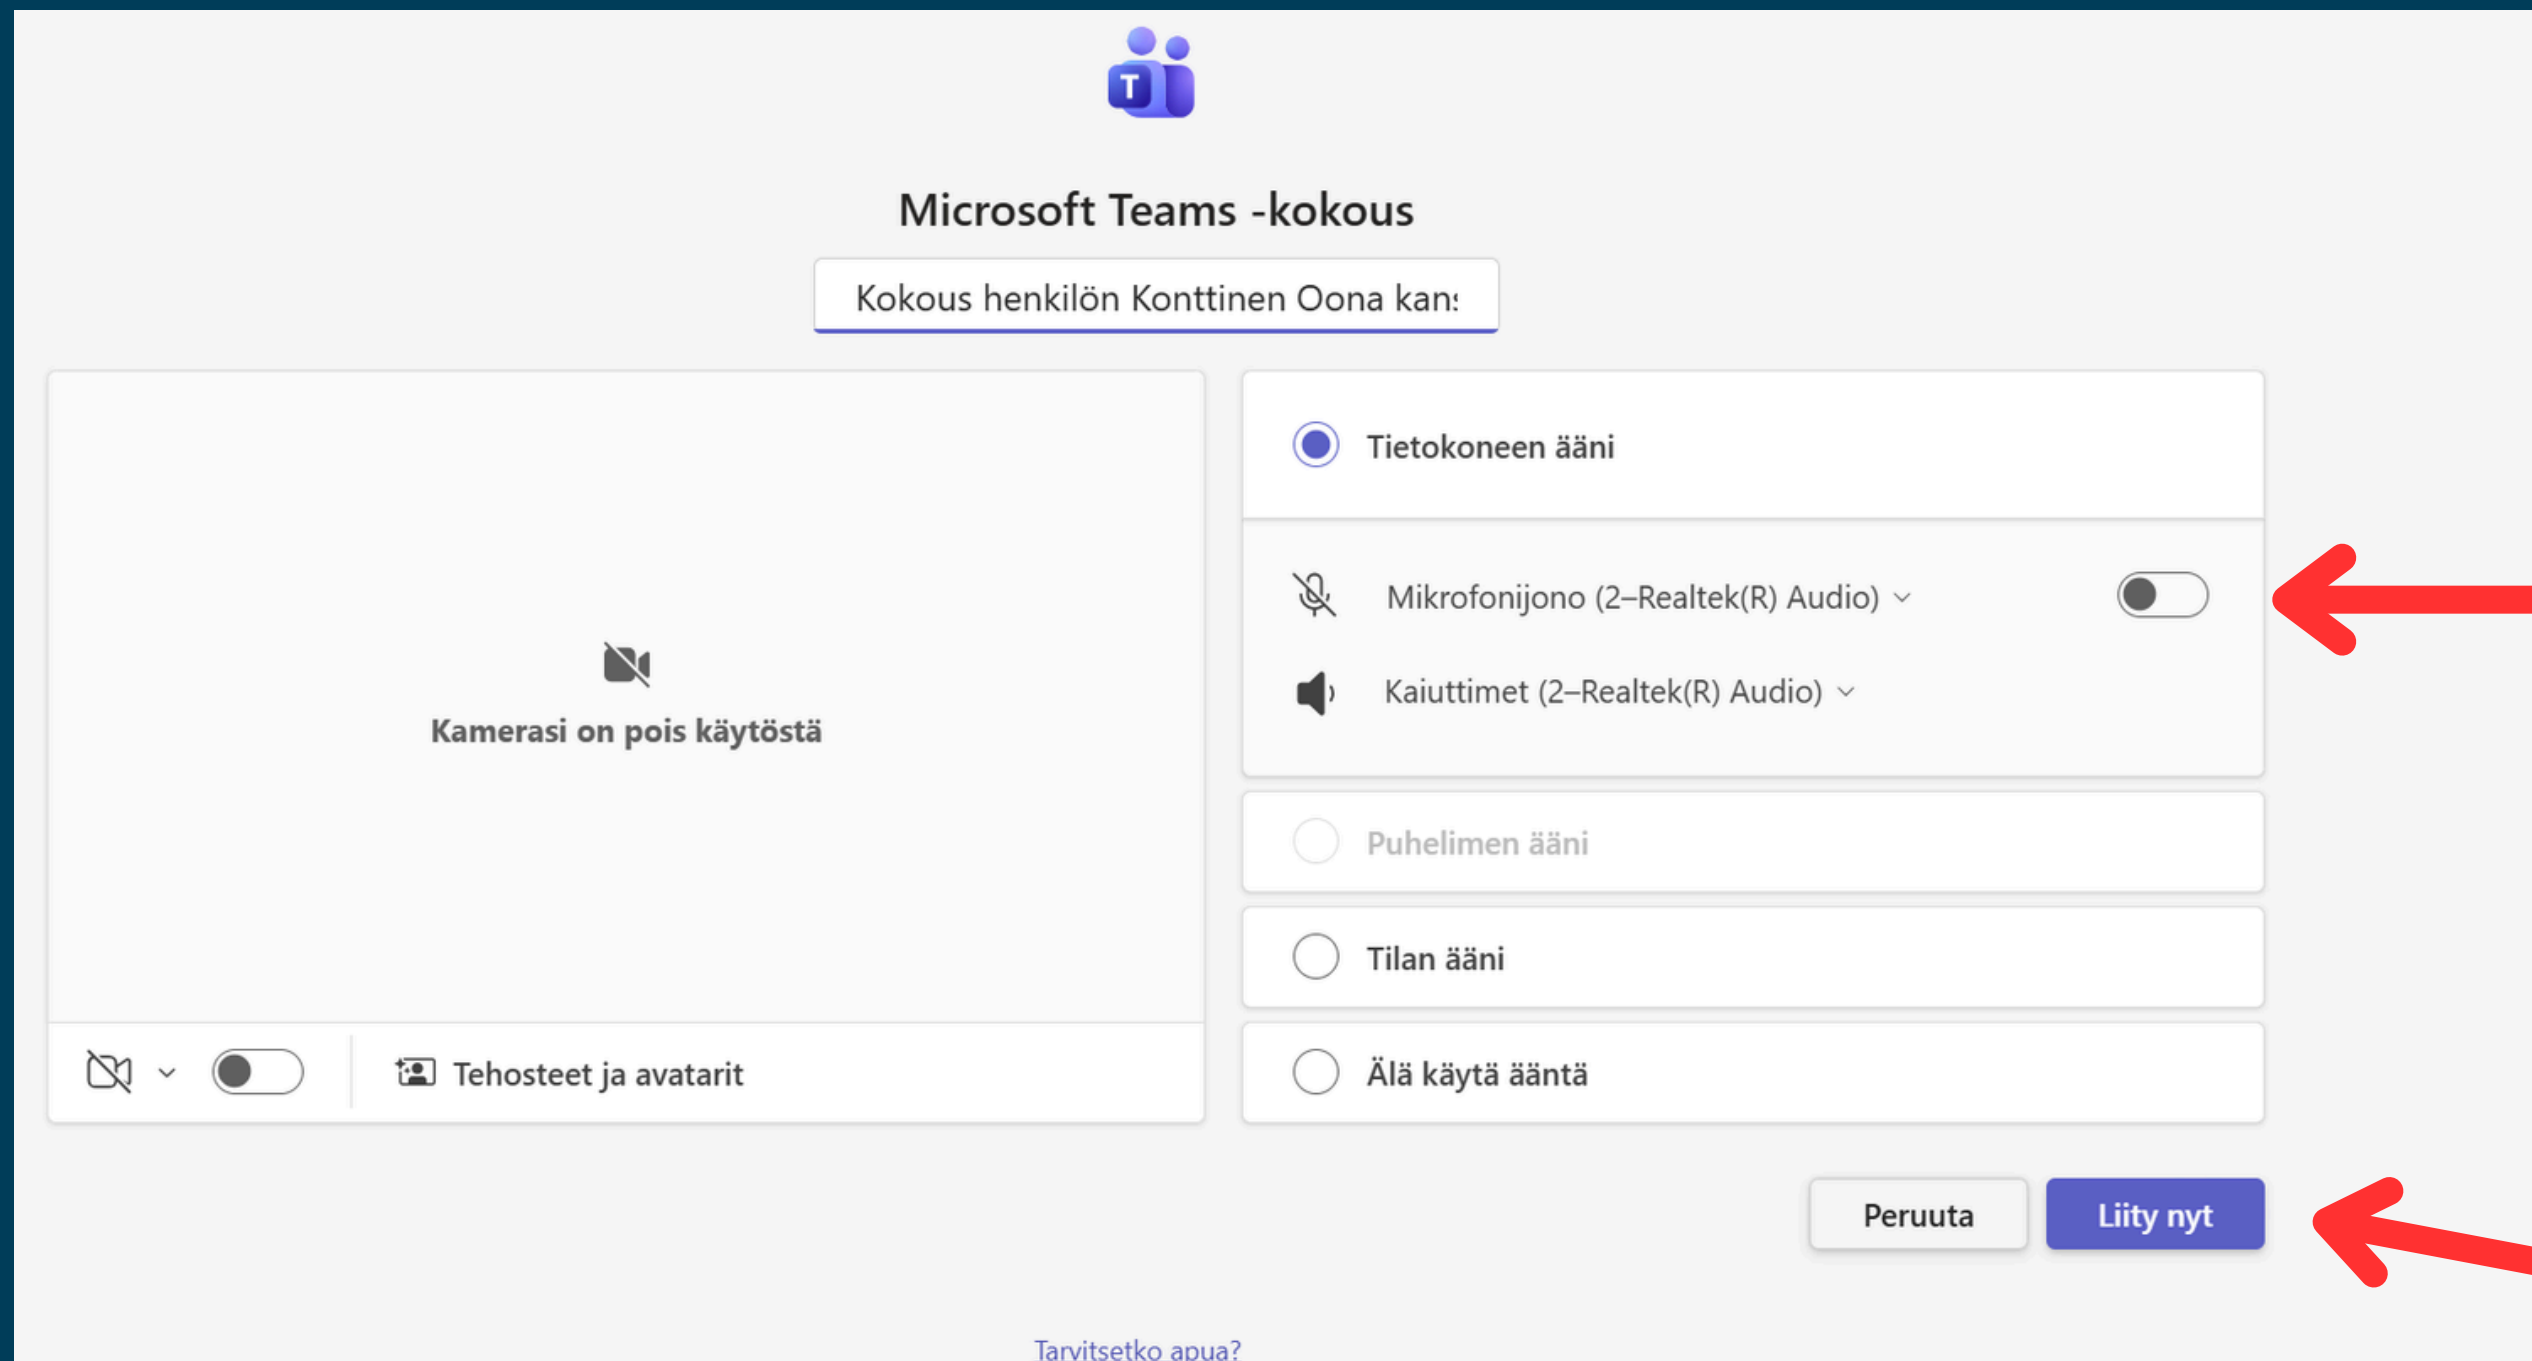 T
Microsoft Teams -kokous
Kokous henkilön Konttinen Oona kans
Tietokoneen ääni
Mikrofonijono (2–Realtek(R) Audio)
Kaiuttimet (2–Realtek(R) Audio)
Kamerasi on pois käytöstä
Puhelimen ääni
Tilan ääni
Tehosteet ja avatarit
Älä käytä ääntä
Peruuta
Liity nyt
Tarvitsetko apua?